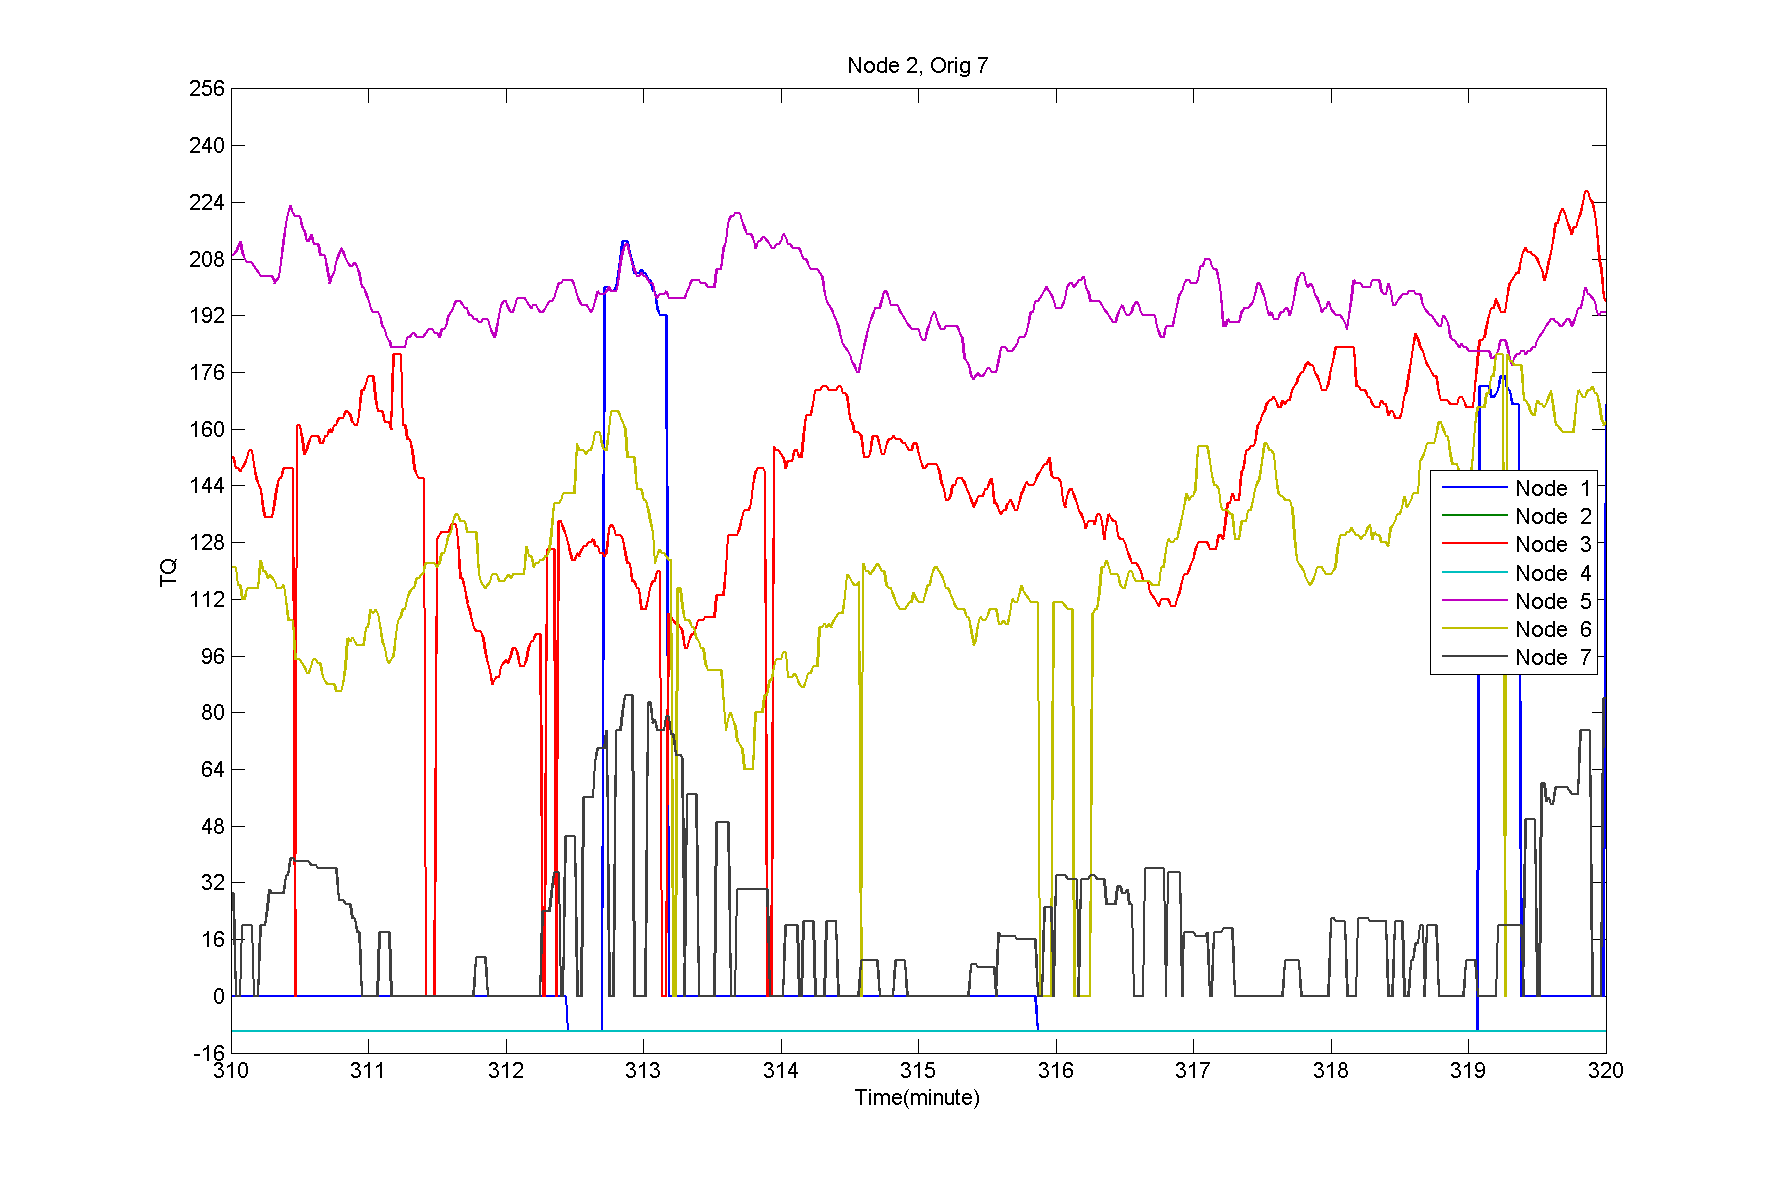 Node 2, Orig 7
256
240
224
208
192
176
160
144
128
112
96
80
64
48
32
16
0
-16
TQ
310 311 312 313 314 315 316 317 318 319 320
Time(minute)
Node 1
Node 2
Node 3
Node 4
Node 5
Node 6
Node 7